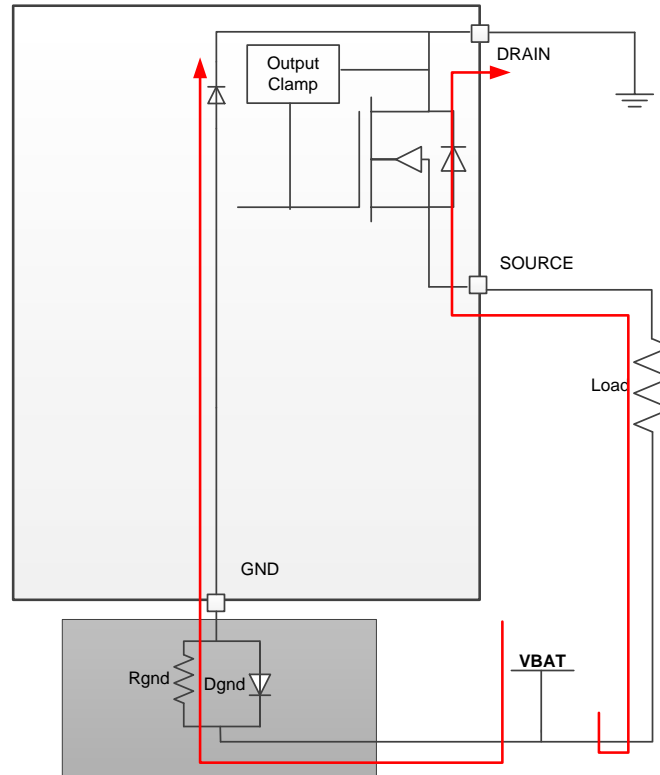 Output
Clamp
DRAIN
SOURCE
Load
GND
VBAT
Rgnd
Dgnd